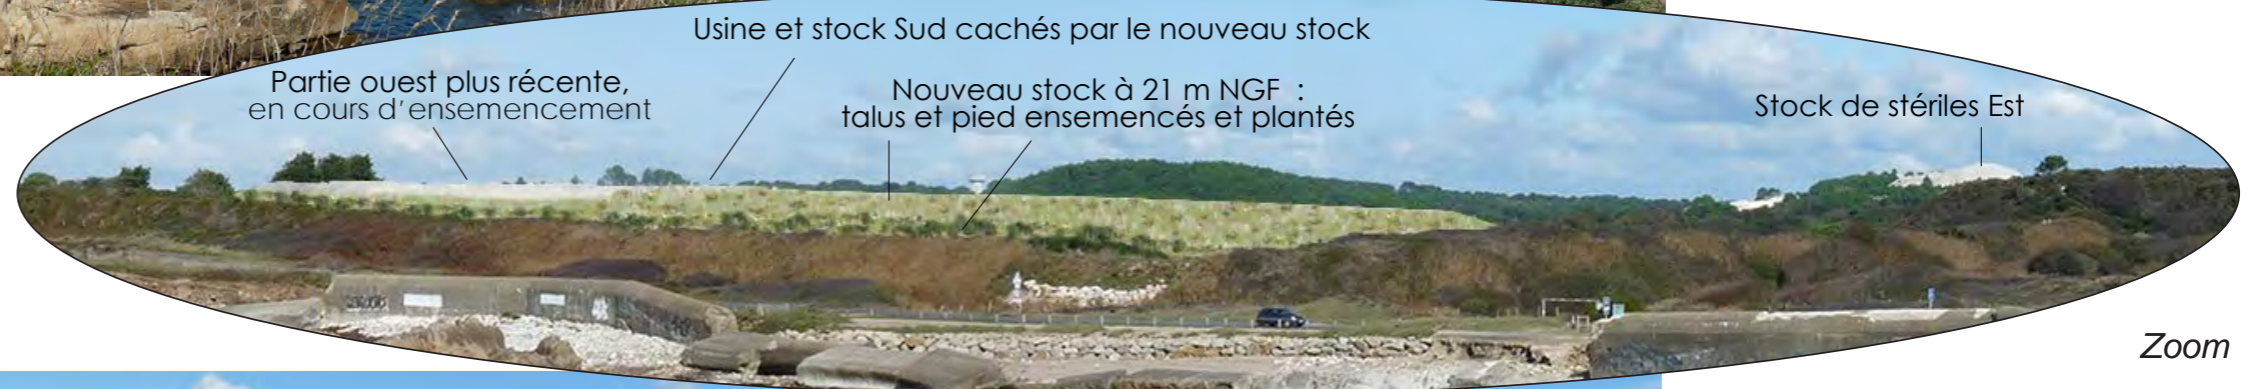 Usine et stock Sud cachés par le nouveau stock
Partie ouest plus récente,
en cours d'ensemencement
Nouveau stock à 21 m NGF :
talus et pied ensemencés et plantés
Stock de stériles Est
Zoom